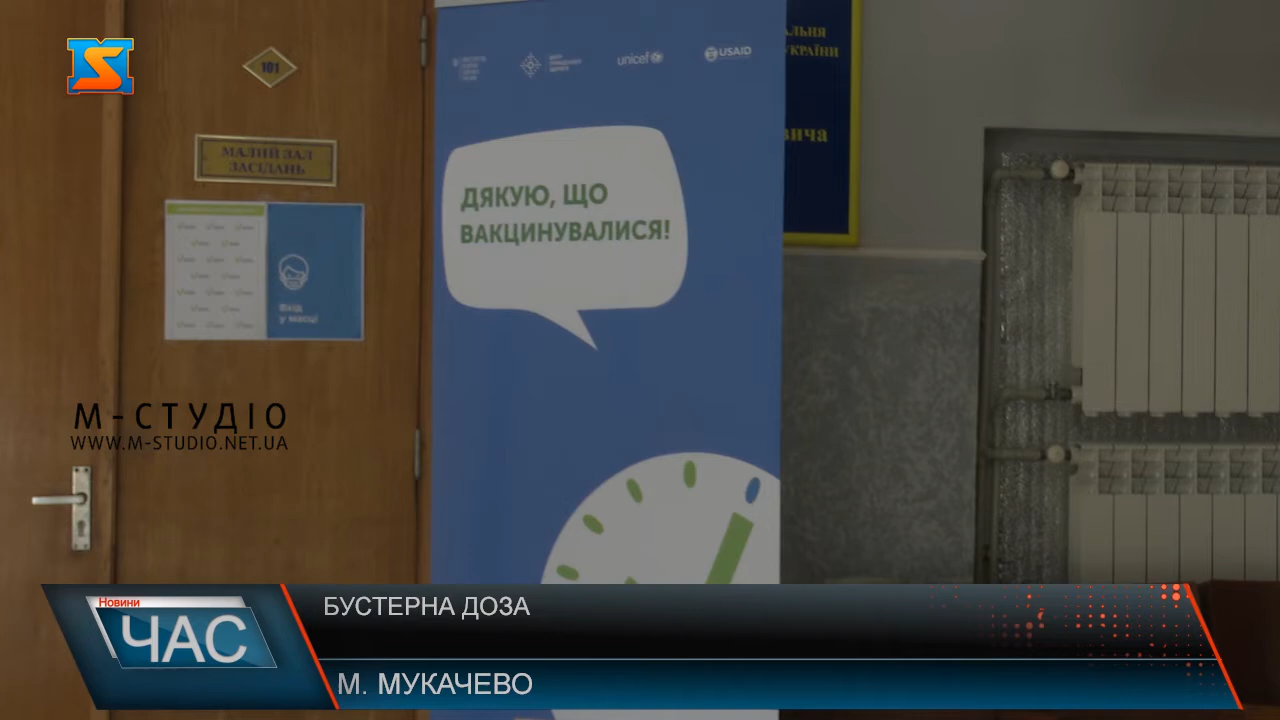 101
МАЛИЙ ЗАЛ
ЗАСІДАНЬ
Вхід
у масці
unicef
USAID
ДЯКУЮ, ЩО
ВАКЦИНУВАЛИСЯ!
УКРАЇНИ
М-СТУДІО
WWW.M-STUDIO.NET.UA
Новини
ЧАС
БУСТЕРНА ДОЗА
М. МУКАЧЕВО